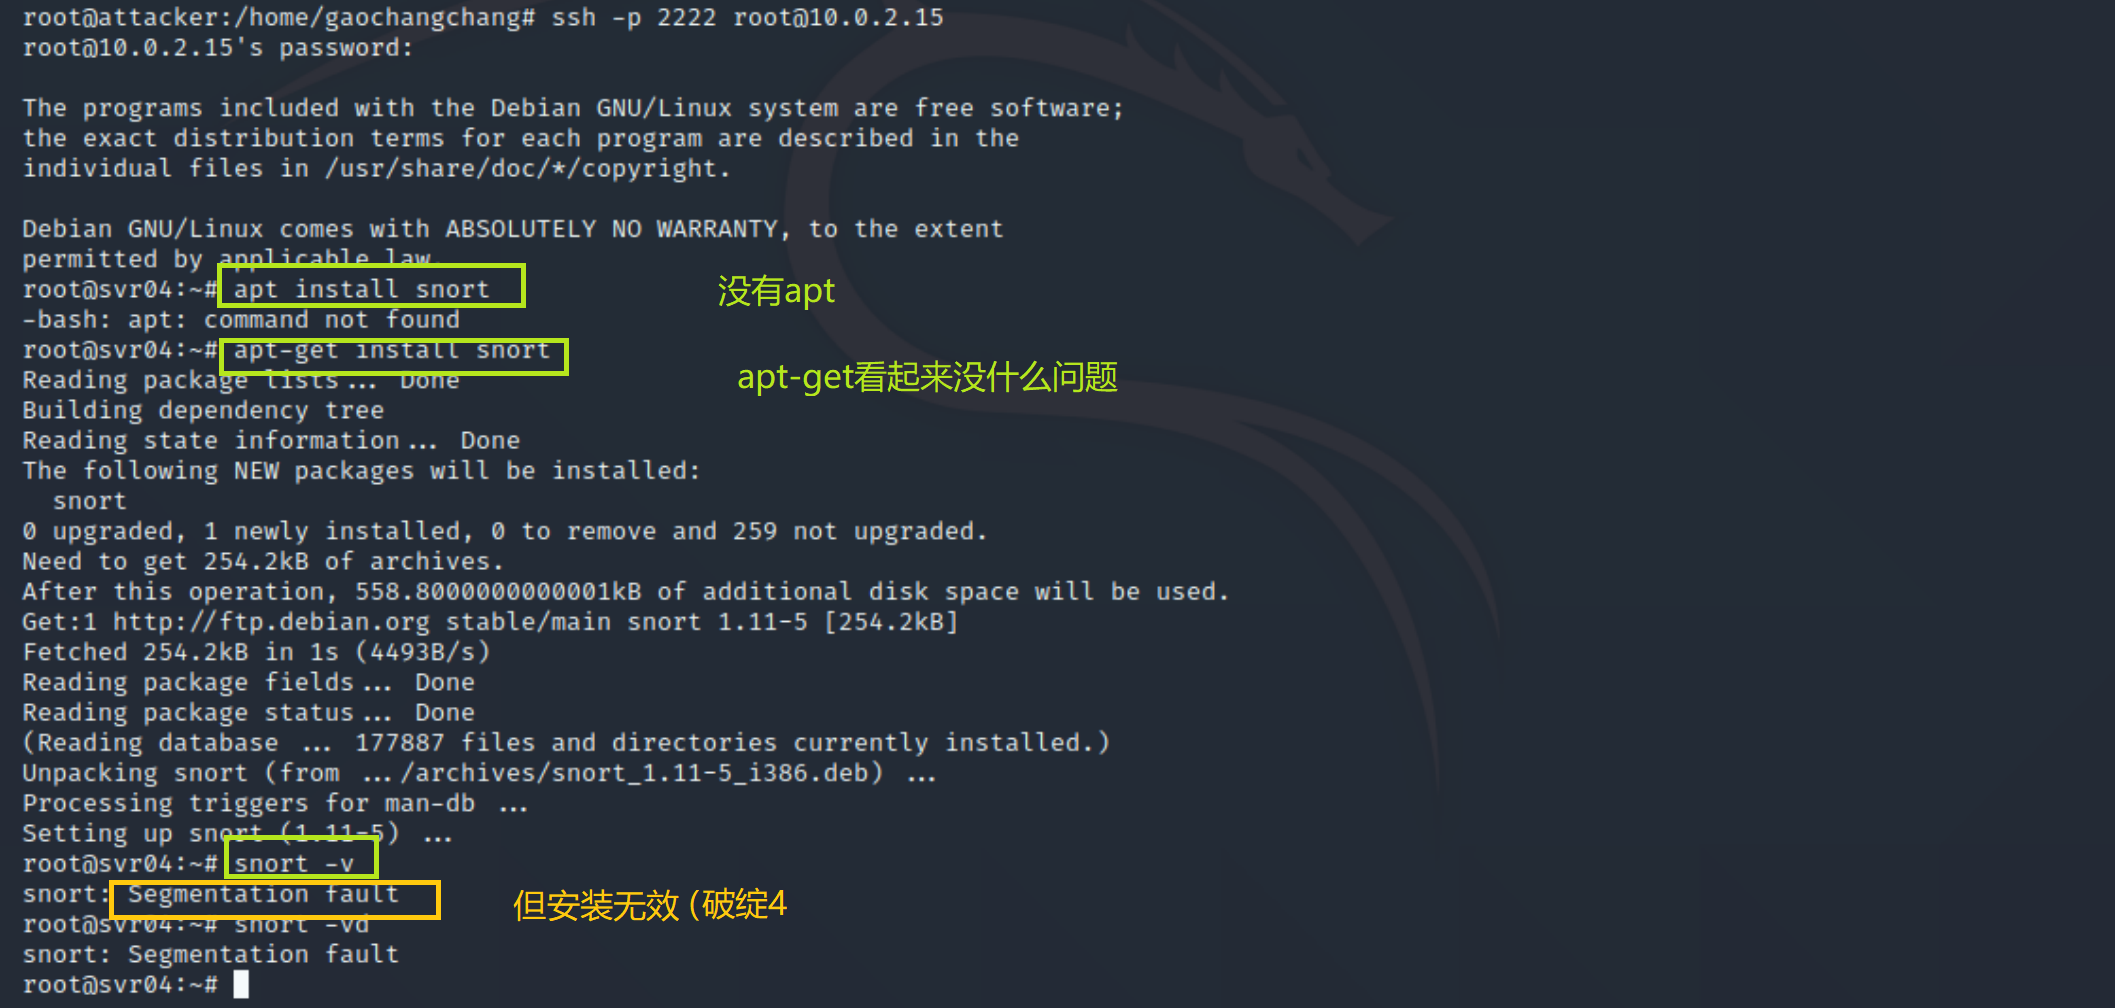 root@attacker:/home/gaochangchang# ssh -p 2222 root@10.0.2.15
root@10.0.2.15's password:
The programs included with the Debian GNU/Linux system are free software;
the exact distribution terms for each program are described in the
individual files in /usr/share/doc/*/copyright.
Debian GNU/Linux comes with ABSOLUTELY NO WARRANTY, to the extent
permitted by applicable law.
root@svr04:~# apt install snort
没有apt
-bash: apt: command not found
root@svr04:~# apt-get install snort
apt-get看起来没什么问题
Reading package lists... Done
Building dependency tree
Reading state information... Done
The following NEW packages will be installed:
  snort
0 upgraded, 1 newly installed, 0 to remove and 259 not upgraded.
Need to get 254.2kB of archives.
After this operation, 558.8000000000001kB of additional disk space will be used.
Get:1 http://ftp.debian.org stable/main snort 1.11-5 [254.2kB]
Fetched 254.2kB in 1s (4493B/s)
Reading package fields... Done
Reading package status... Done
(Reading database ... 177887 files and directories currently installed.)
Unpacking snort (from .../archives/snort_1.11-5_i386.deb) ...
Processing triggers for man-db ...
Setting up snort (1.11-5) ...
root@svr04:~# snort -v
snort: Segmentation fault
但安装无效 (破绽4
root@svr04:~# snort -vd
snort: Segmentation fault
root@svr04:~#